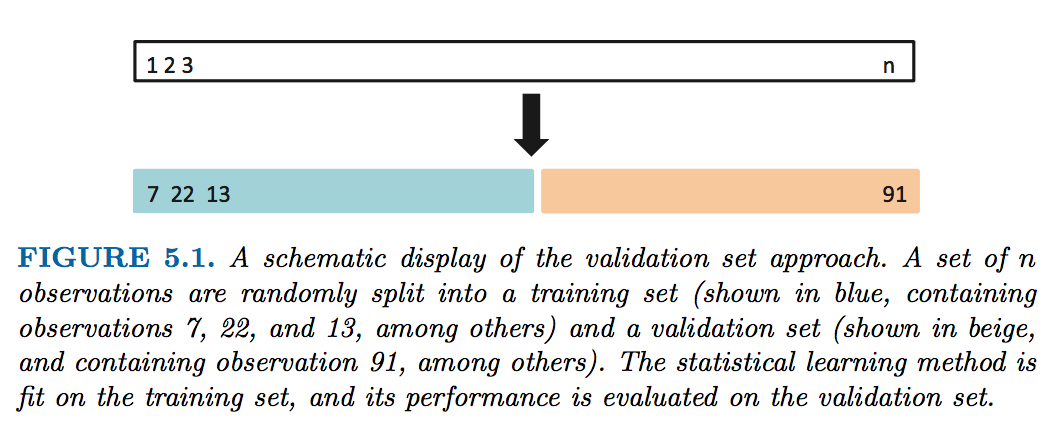 1 2 3 n
7 22 13 91
FIGURE 5.1. A schematic display of the validation set approach. A set of n
observations are randomly split into a training set (shown in blue, containing
observations 7, 22, and 13, among others) and a validation set (shown in beige,
and containing observation 91, among others). The statistical learning method is
fit on the training set, and its performance is evaluated on the validation set.